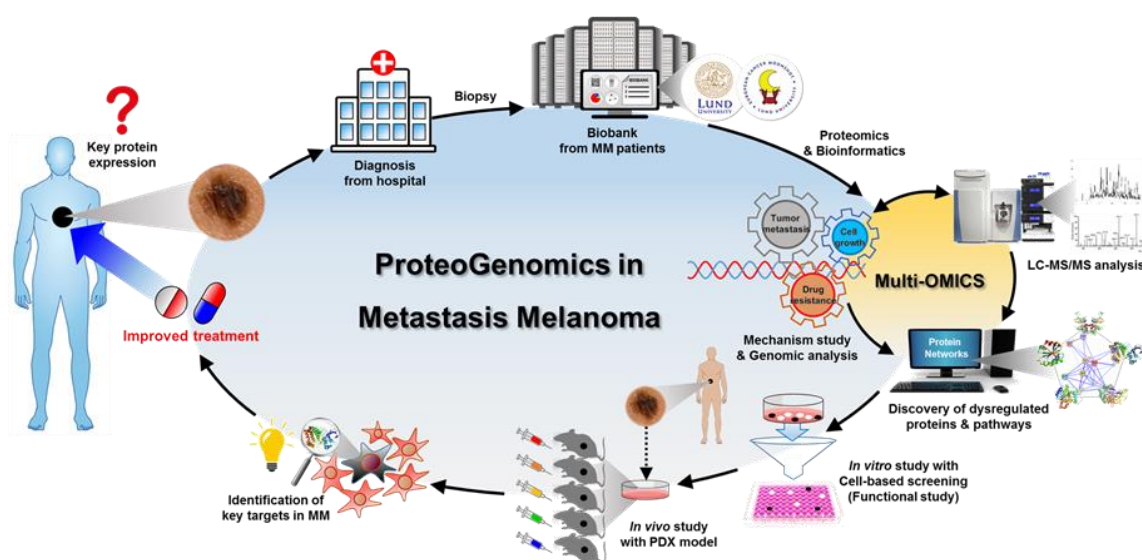 ?
Key protein
expression
Diagnosis
from hospital
Biopsy
BIOBANK
Biobank
from MM patients
LUND
UNIVERSITY
Proteomics
& Bioinformatics
LC-MS/MS analysis
Tumor
metastasis
Cell
growth
Drug
resistance
Multi-OMICS
Mechanism study
& Genomic analysis
Protein
Networks
Discovery of dysregulated
proteins & pathways
ProteoGenomics in
Metastasis Melanoma
Improved treatment
In vitro study with
Cell-based screening
(Functional study)
In vivo study
with PDX model
Identification of
key targets in MM